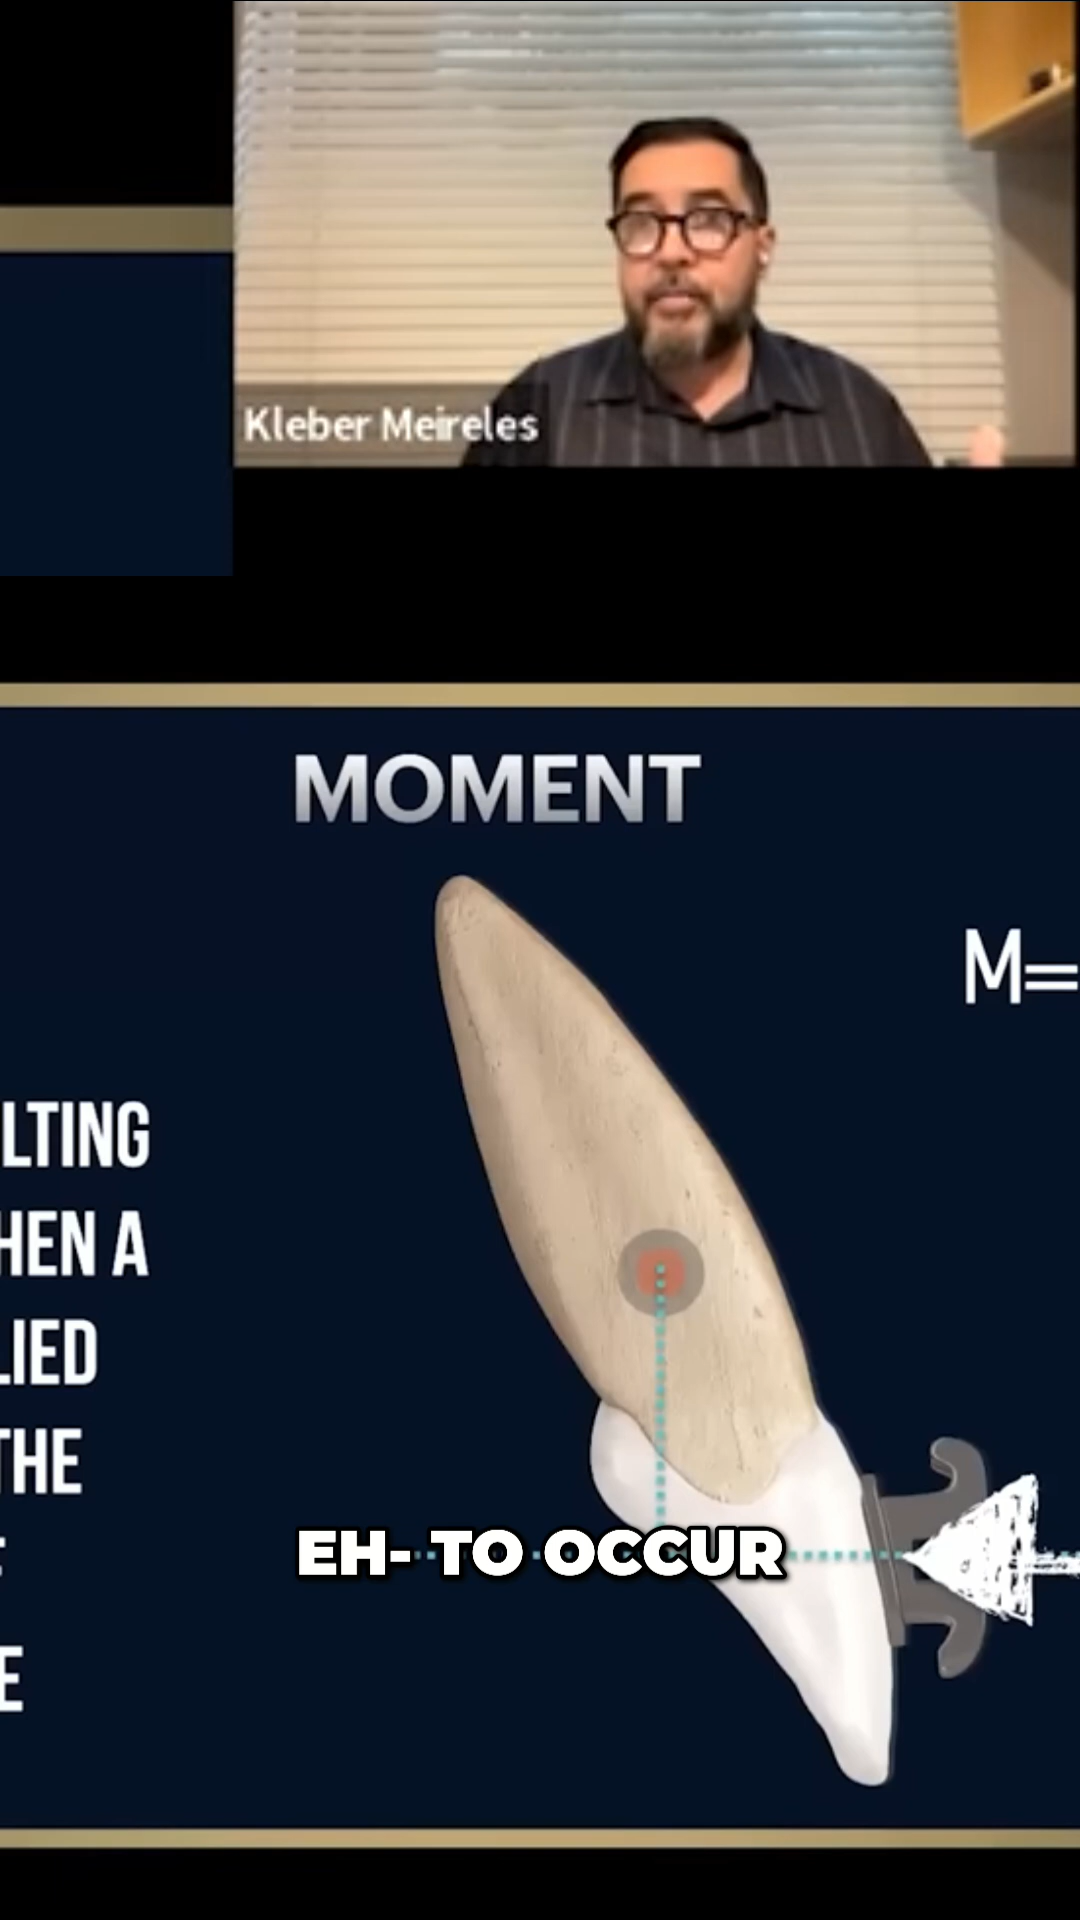 Kleber Meireles
MOMENT
M=
LTING
HEN A
LIED
THE
E
EH- TO OCCUR